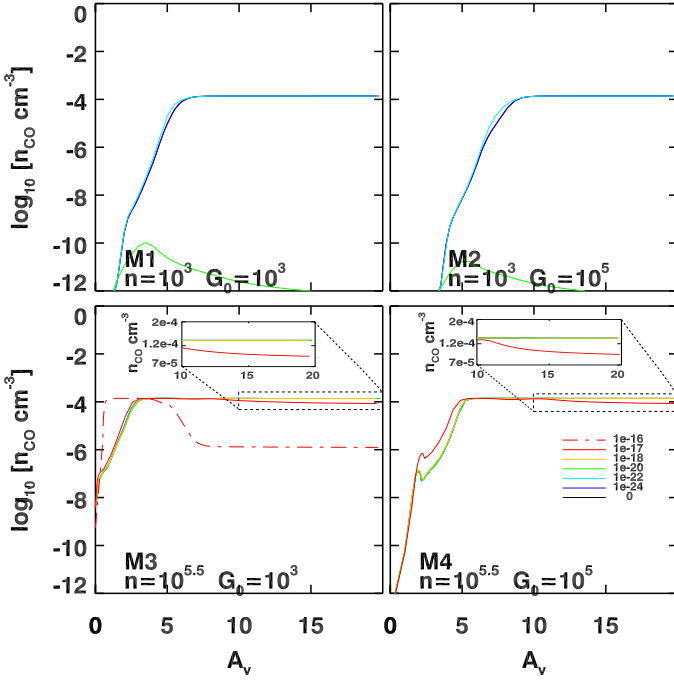 0
-2
-4
-6
-8
-10
-12
log10 [nCO cm-3]
M1
n=10^3 G0=10^3
M2
n=10^3 G0=10^5
0
-2
-4
-6
-8
-10
-12
log10 [nCO cm-3]
nCO cm-3
2e-4
1.2e-4
7e-5
10 15 20
nCO cm-3
2e-4
1.2e-4
7e-5
10 15 20
1e-16
1e-17
1e-18
1e-20
1e-22
1e-24
0
M3
n=10^5.5 G0=10^3
M4
n=10^5.5 G0=10^5
0 5 10 15
0 5 10 15
Av
Av